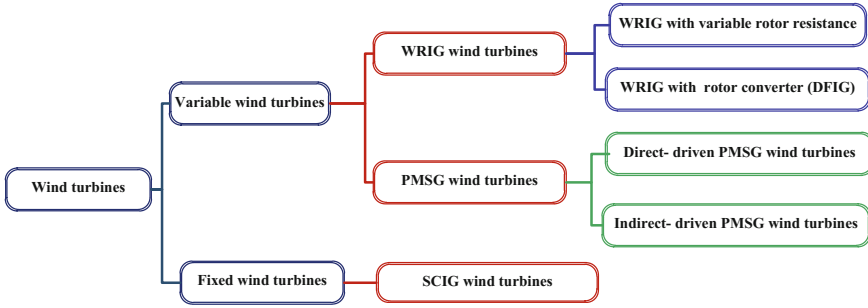 WRIG with variable rotor resistance
WRIG wind turbines
WRIG with rotor converter (DFIG)
Variable wind turbines
Direct- driven PMSG wind turbines
PMSG wind turbines
Wind turbines
Indirect- driven PMSG wind turbines
Fixed wind turbines
SCIG wind turbines